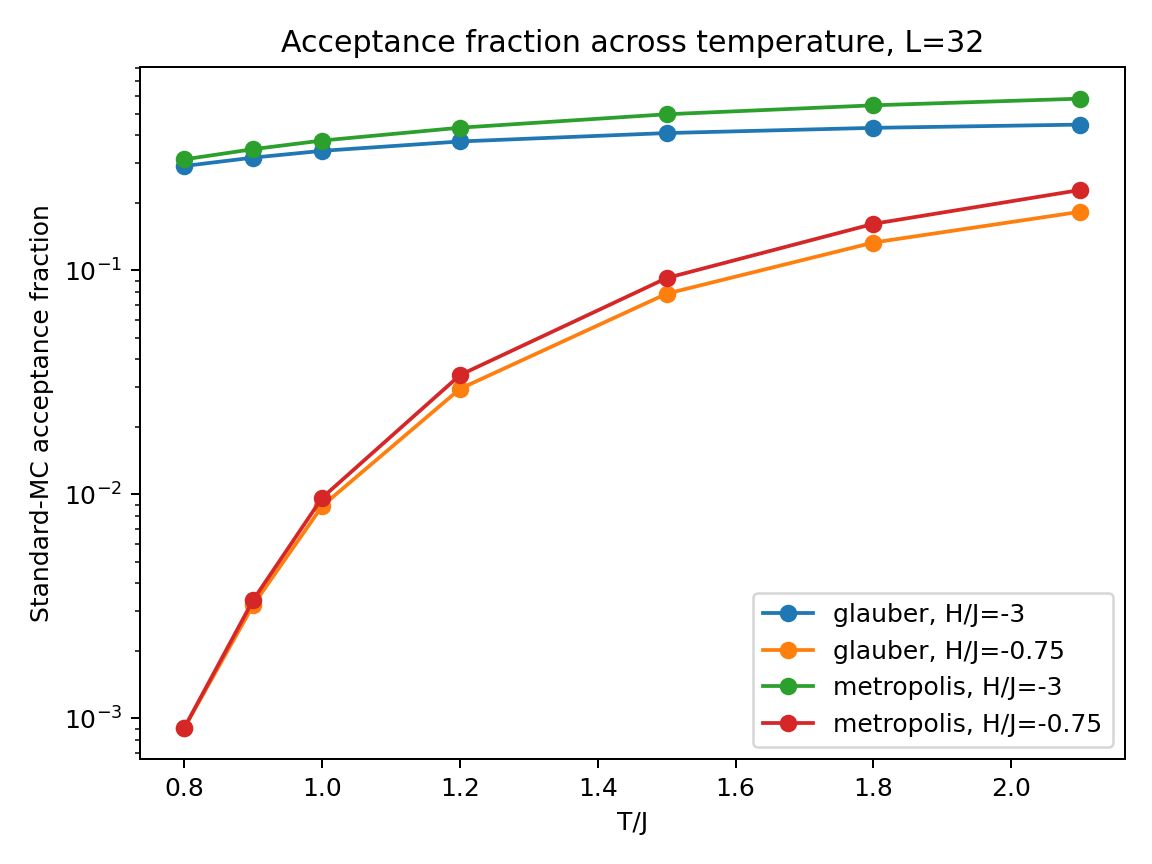 Acceptance fraction across temperature, L=32
Standard-MC acceptance fraction
10⁻¹
10⁻²
10⁻³
0.8 1.0 1.2 1.4 1.6 1.8 2.0
T/J
glauber, H/J=-3
glauber, H/J=-0.75
metropolis, H/J=-3
metropolis, H/J=-0.75